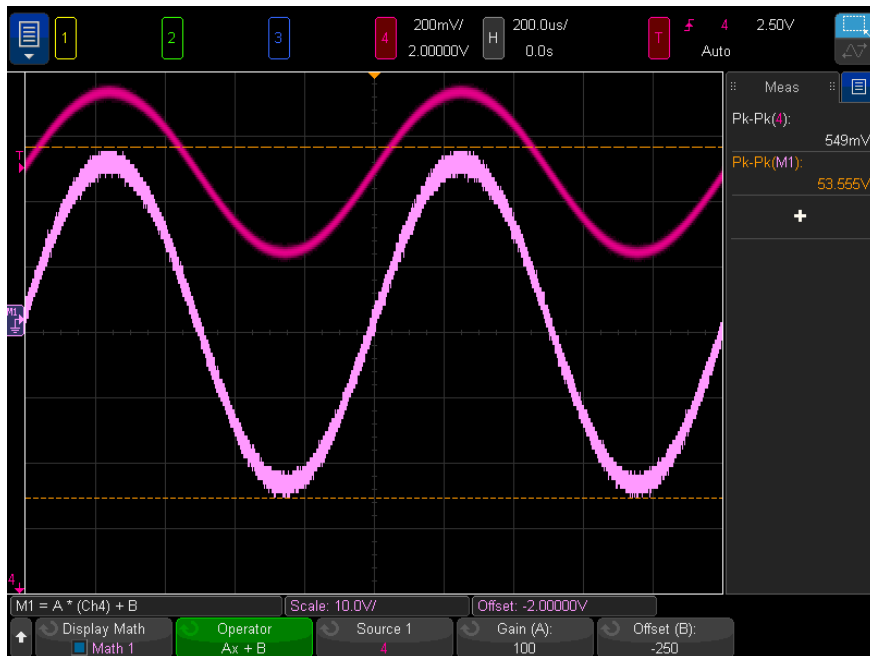 1 2 3 4 200mV/ H 200.0us/ T 4 2.50V
2.00000V 0.0s Auto
Meas
Pk-Pk(4):
549mV
Pk-Pk(M1):
53.555V
+
T
M1
4
M1 = A * (Ch4) + B Scale: 10.0V/ Offset: -2.00000V
Display Math Operator Source 1 Gain (A): Offset (B):
Math 1 Ax + B 4 100 -250